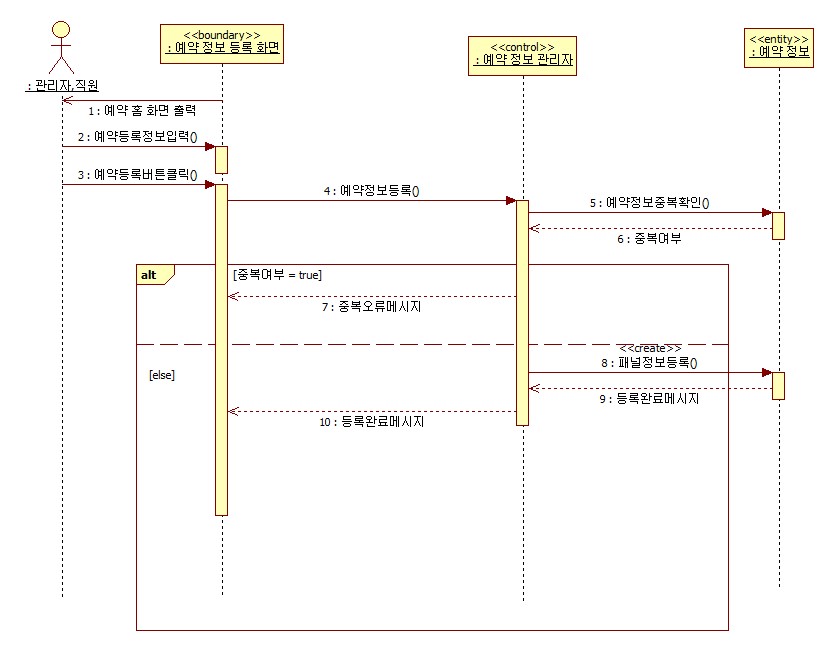 <<boundary>>
: 예약 정보 등록 화면
<<control>>
: 예약 정보 관리자
<<entity>>
: 예약 정보
: 관리자,직원
1 : 예약 홈 화면 출력
2 : 예약등록정보입력()
3 : 예약등록버튼클릭()
4 : 예약정보등록()
5 : 예약정보중복확인()
6 : 중복여부
alt
[중복여부 = true]
7 : 중복오류메시지
<<create>>
8 : 패널정보등록()
[else]
9 : 등록완료메시지
10 : 등록완료메시지